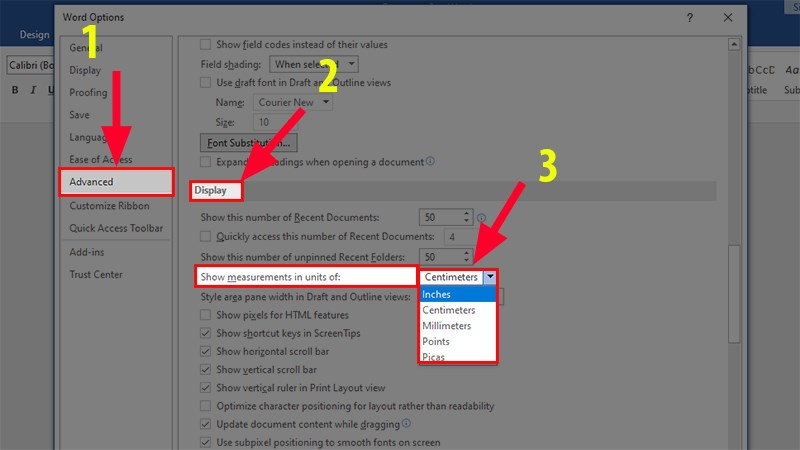 Word Options
?
Design
Calibri (Bo
B I U
General
Display
Proofing
Save
Language
Ease of Access
Advanced
Customize Ribbon
Quick Access Toolbar
Add-ins
Trust Center
1
2
3
Show field codes instead of their values
Field shading: When selected
Use draft font in Draft and Outline views
Name: Courier New
Size: 10
Font Substitution...
when opening a document
Display
Show this number of Recent Documents: 50
Quickly access this number of Recent Documents: 4
Show this number of unpinned Recent Folders: 50
Show measurements in units of: Centimeters
Inches
Centimeters
Millimeters
Points
Picas
Style area pane width in Draft and Outline views:
Show pixels for HTML features
Show shortcut keys in ScreenTips
Show horizontal scroll bar
Show vertical scroll bar
Show vertical ruler in Print Layout view
Optimize character positioning for layout rather than readability
Update document content while dragging
Use subpixel positioning to smooth fonts on screen